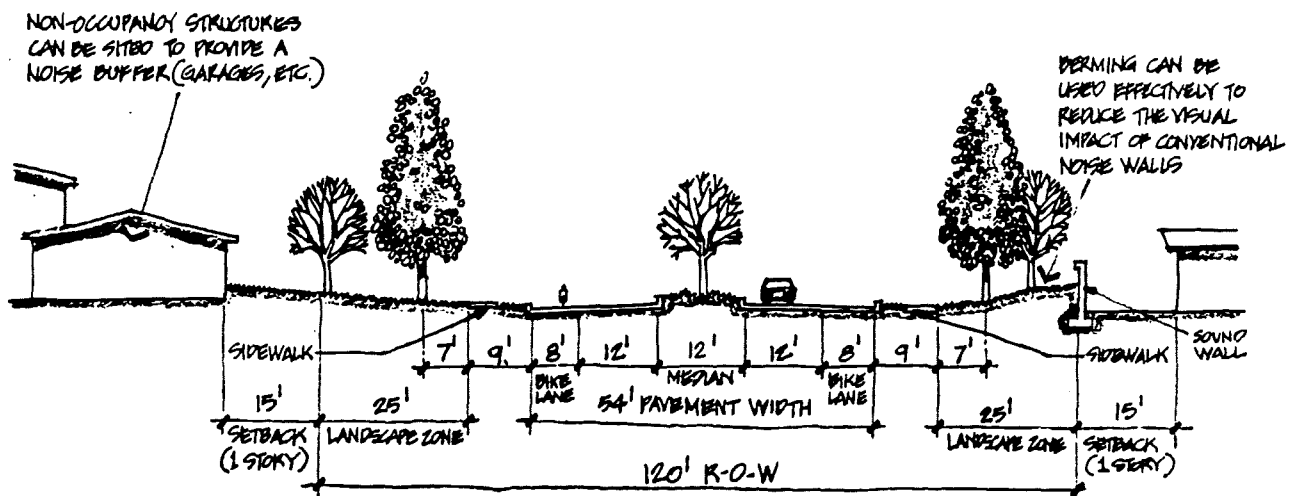 NON-OCCUPANCY STRUCTURES
CAN BE SITED TO PROVIDE A
NOISE BUFFER (GARAGES, ETC.)
BERMING CAN BE
USED EFFECTIVELY TO
REDUCE THE VISUAL
IMPACT OF CONVENTIONAL
NOISE WALLS
SIDEWALK
7' 9' 8' 12' 12' 12' 8' 9' 7'
SIDEWALK
SOUND
WALL
BIKE
LANE
MEDIAN
BIKE
LANE
54' PAVEMENT WIDTH
15'
SETBACK
(1 STORY)
25'
LANDSCAPE ZONE
25'
LANDSCAPE ZONE
15'
SETBACK
(1 STORY)
120' R-O-W